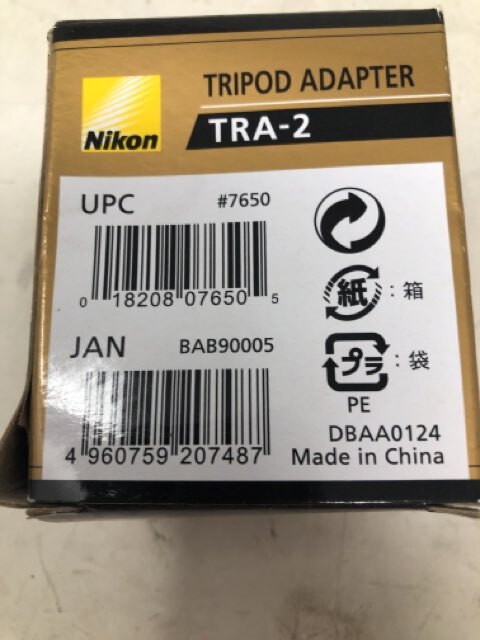 Nikon
TRIPOD ADAPTER
TRA-2
UPC #7650
0 18208 07650 5
JAN BAB90005
4 960759 207487
紙 : 箱
プラ : 袋
PE
DBAA0124
Made in China